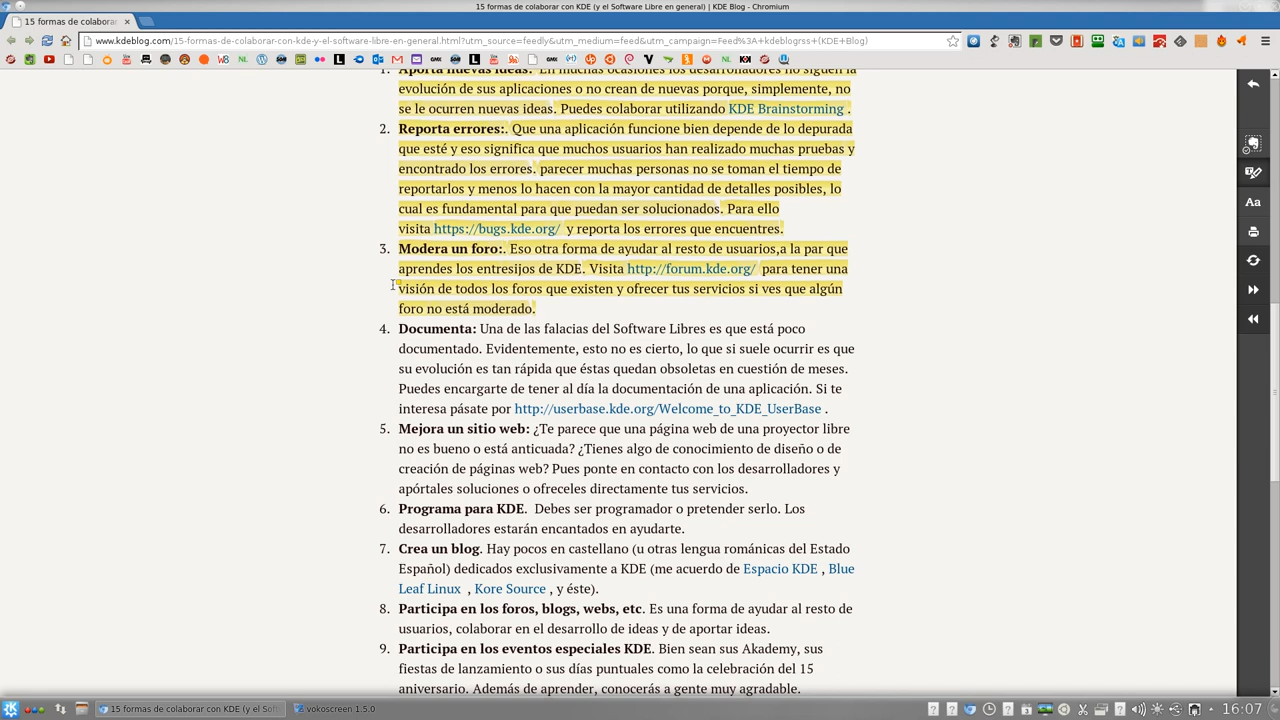 15 formas de colaborar con KDE (y el Software Libre en general) | KDE Blog - Chromium
15 formas de colaborar
www.kdeblog.com/15-formas-de-colaborar-con-kde-y-el-software-libre-en-general.html?utm_source=feedly&utm_medium=feed&utm_campaign=Feed%3A+kdeblogrss+(KDE+Blog)
1. Aporta nuevas ideas: En muchas ocasiones los desarrolladores no siguen la
evolución de sus aplicaciones o no crean de nuevas porque, simplemente, no
se le ocurren nuevas ideas. Puedes colaborar utilizando KDE Brainstorming .
2. Reporta errores:. Que una aplicación funcione bien depende de lo depurada
que esté y eso significa que muchos usuarios han realizado muchas pruebas y
encontrado los errores. parecer muchas personas no se toman el tiempo de
reportarlos y menos lo hacen con la mayor cantidad de detalles posibles, lo
cual es fundamental para que puedan ser solucionados. Para ello
visita https://bugs.kde.org/ y reporta los errores que encuentres.
3. Modera un foro:. Eso otra forma de ayudar al resto de usuarios,a la par que
aprendes los entresijos de KDE. Visita http://forum.kde.org/ para tener una
visión de todos los foros que existen y ofrecer tus servicios si ves que algún
foro no está moderado.
4. Documenta: Una de las falacias del Software Libres es que está poco
documentado. Evidentemente, esto no es cierto, lo que si suele ocurrir es que
su evolución es tan rápida que éstas quedan obsoletas en cuestión de meses.
Puedes encargarte de tener al día la documentación de una aplicación. Si te
interesa pásate por http://userbase.kde.org/Welcome_to_KDE_UserBase .
5. Mejora un sitio web: ¿Te parece que una página web de una proyector libre
no es bueno o está anticuada? ¿Tienes algo de conocimiento de diseño o de
creación de páginas web? Pues ponte en contacto con los desarrolladores y
apórtales soluciones o ofreceles directamente tus servicios.
6. Programa para KDE. Debes ser programador o pretender serlo. Los
desarrolladores estarán encantados en ayudarte.
7. Crea un blog. Hay pocos en castellano (u otras lengua románicas del Estado
Español) dedicados exclusivamente a KDE (me acuerdo de Espacio KDE , Blue
Leaf Linux , Kore Source , y éste).
8. Participa en los foros, blogs, webs, etc. Es una forma de ayudar al resto de
usuarios, colaborar en el desarrollo de ideas y de aportar ideas.
9. Participa en los eventos especiales KDE. Bien sean sus Akademy, sus
fiestas de lanzamiento o sus días puntuales como la celebración del 15
aniversario. Además de aprender, conocerás a gente muy agradable.
Aa
15 formas de colaborar con KDE (y el Soft
vokoscreen 1.5.0
16:07